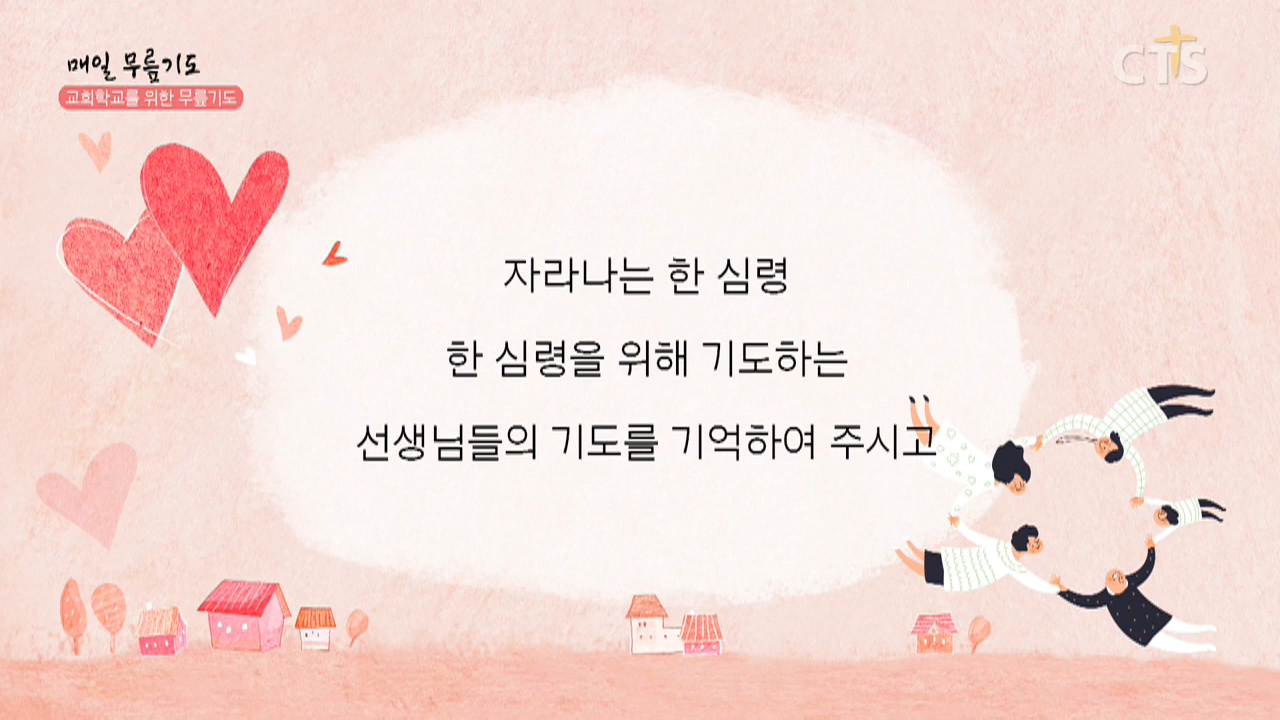 매일 무릎기도
교회학교를 위한 무릎기도
CTS
자라나는 한 심령
한 심령을 위해 기도하는
선생님들의 기도를 기억하여 주시고